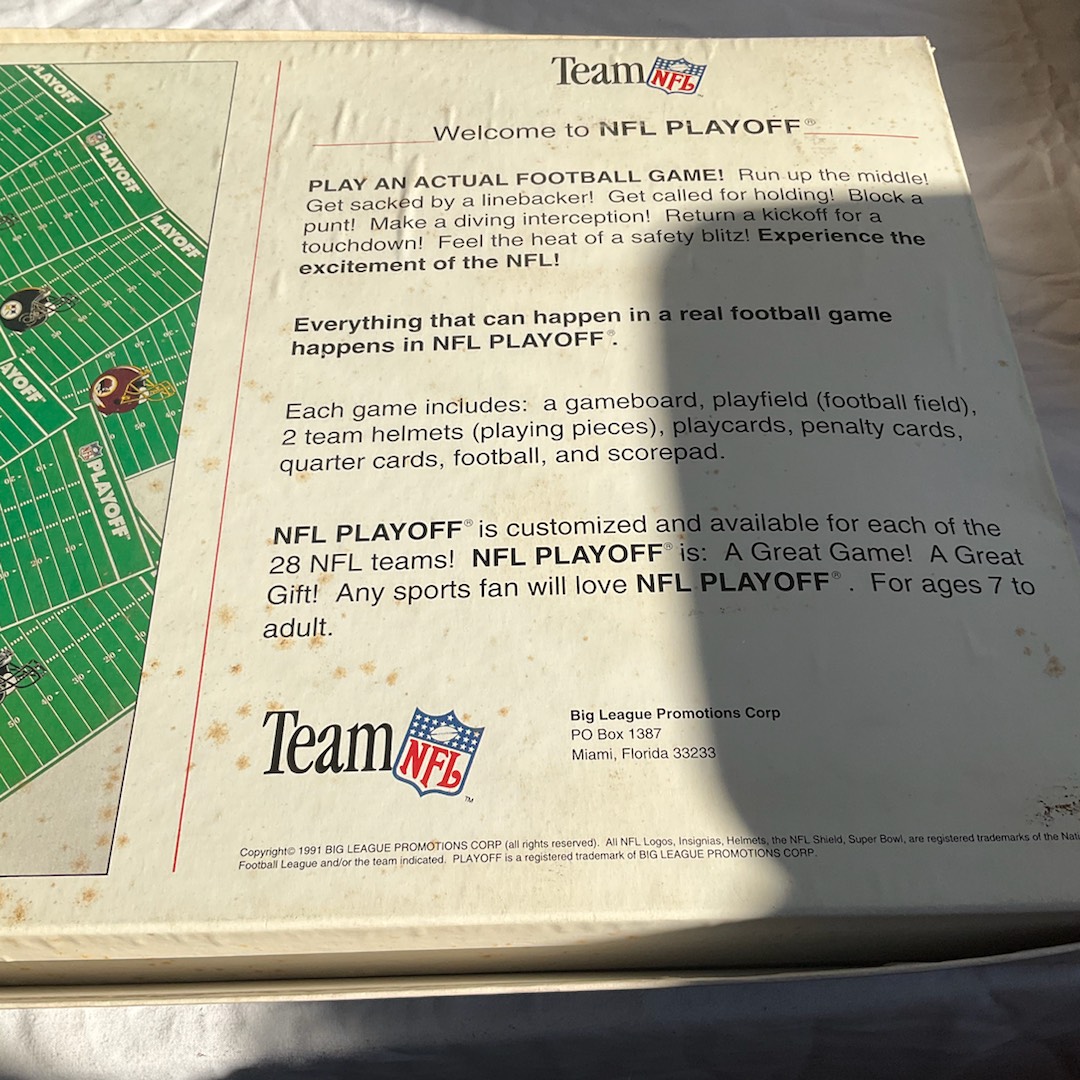 Team NFL
Welcome to NFL PLAYOFF®
PLAY AN ACTUAL FOOTBALL GAME! Run up the middle!
Get sacked by a linebacker! Get called for holding! Block a
punt! Make a diving interception! Return a kickoff for a
touchdown! Feel the heat of a safety blitz! Experience the
excitement of the NFL!
Everything that can happen in a real football game
happens in NFL PLAYOFF®.
Each game includes: a gameboard, playfield (football field),
2 team helmets (playing pieces), playcards, penalty cards,
quarter cards, football, and scorepad.
NFL PLAYOFF® is customized and available for each of the
28 NFL teams! NFL PLAYOFF® is: A Great Game! A Great
Gift! Any sports fan will love NFL PLAYOFF®. For ages 7 to
adult.
Team NFL TM
Big League Promotions Corp
PO Box 1387
Miami, Florida 33233
Copyright© 1991 BIG LEAGUE PROMOTIONS CORP (all rights reserved). All NFL Logos, Insignias, Helmets, the NFL Shield, Super Bowl, are registered trademarks of the Nati
Football League and/or the team indicated. PLAYOFF is a registered trademark of BIG LEAGUE PROMOTIONS CORP.
PLAYOFF
PLAYOFF
LAYOFF
AYOFF
PLAYOFF